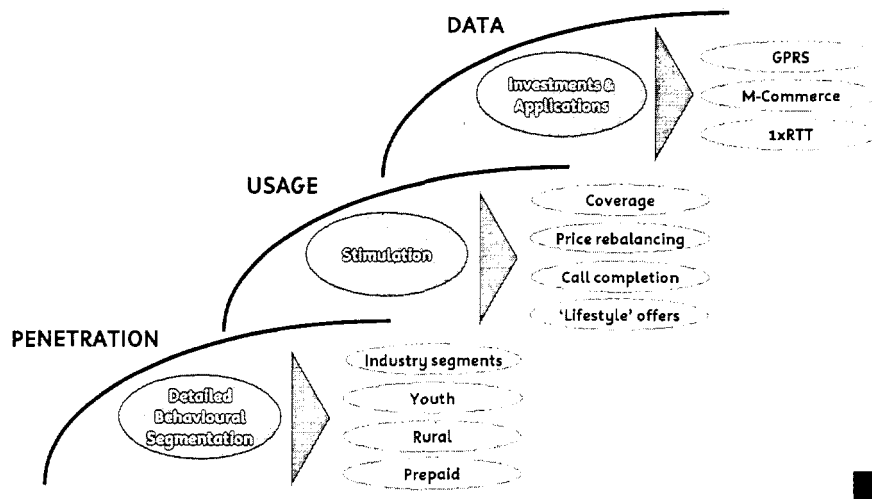 DATA
Investments &
Applications
GPRS
M-Commerce
1xRTT
USAGE
Stimulation
Coverage
Price rebalancing
Call completion
‘Lifestyle’ offers
PENETRATION
Detailed
Behavioural
Segmentation
Industry segments
Youth
Rural
Prepaid